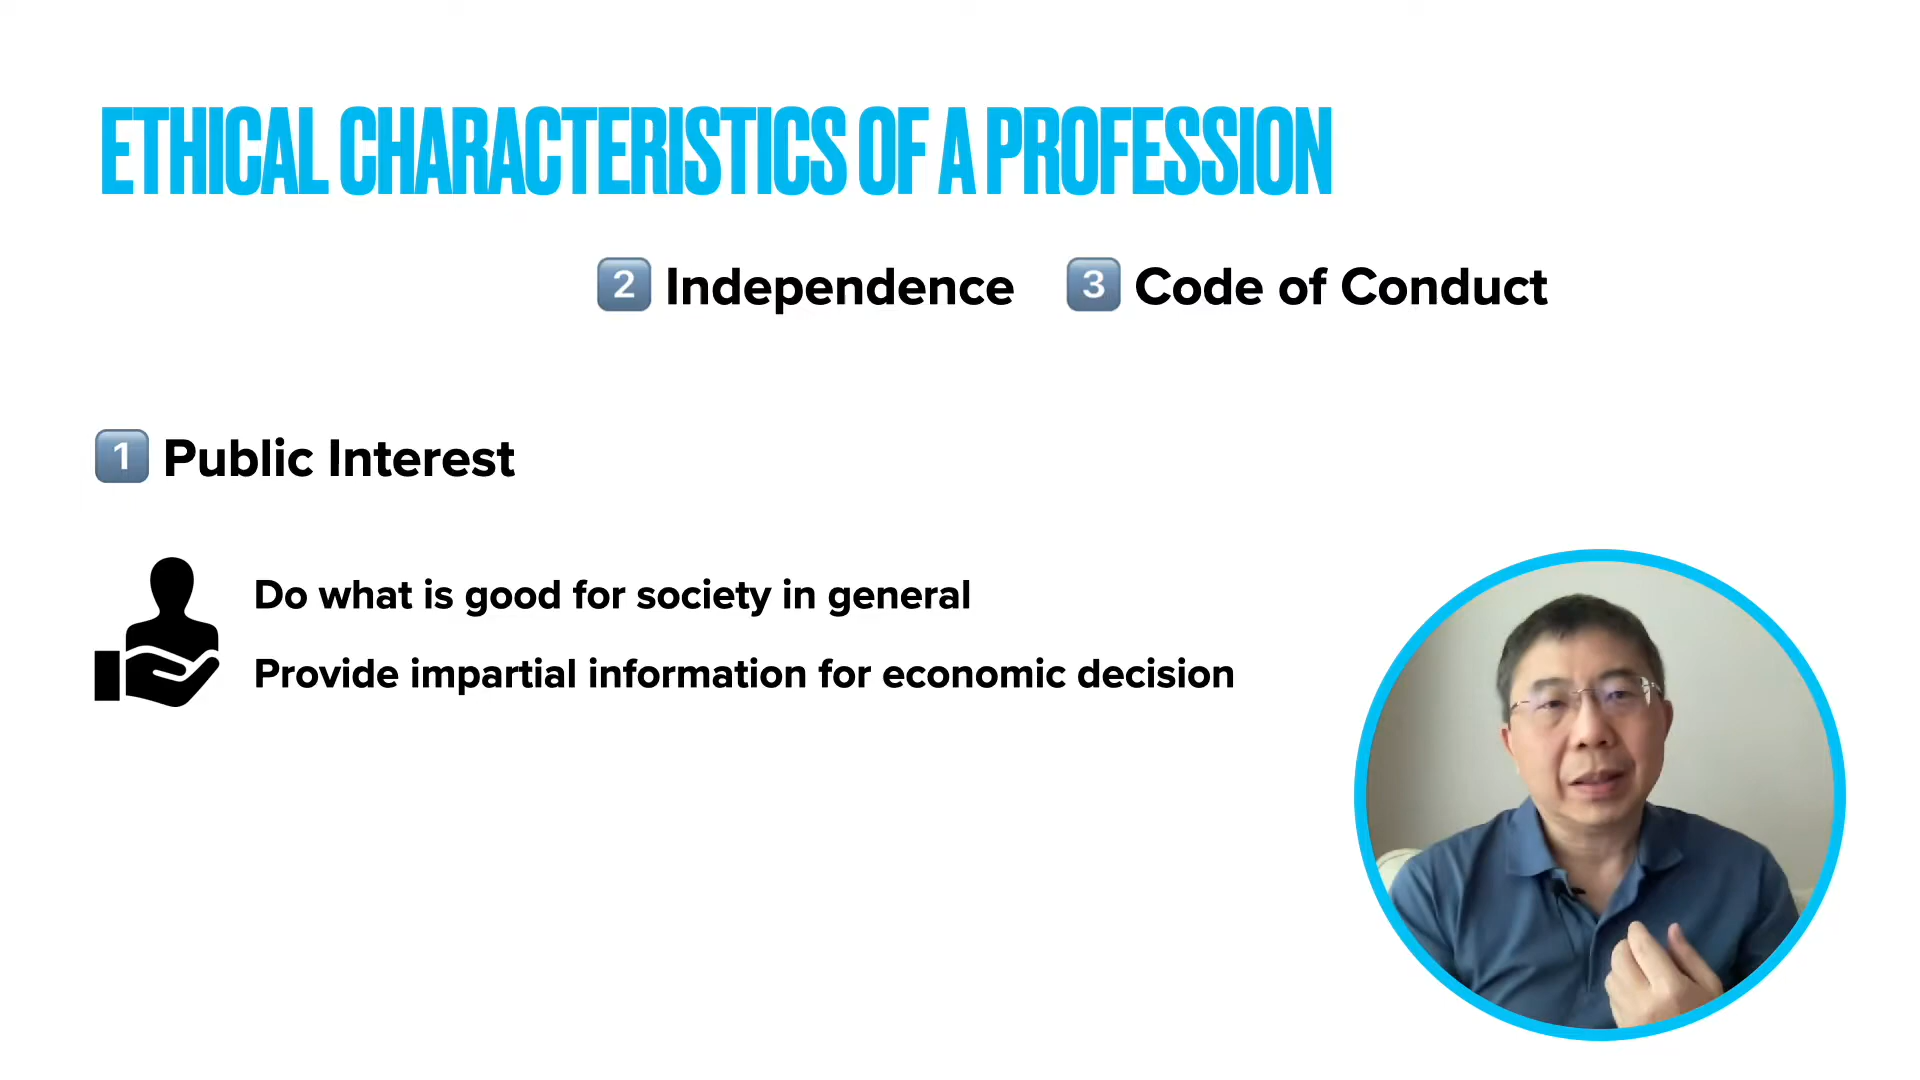 ETHICAL CHARACTERISTICS OF A PROFESSION
2 Independence 3 Code of Conduct
1 Public Interest
Do what is good for society in general
Provide impartial information for economic decision